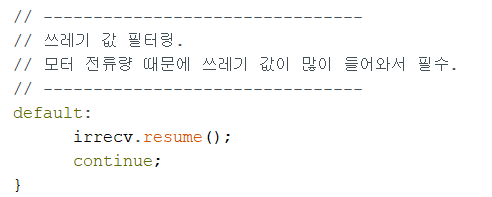 // --------------------------------
// 쓰레기 값 필터링.
// 모터 전류량 때문에 쓰레기 값이 많이 들어와서 필수.
// --------------------------------
default:
irrecv.resume();
continue;
}